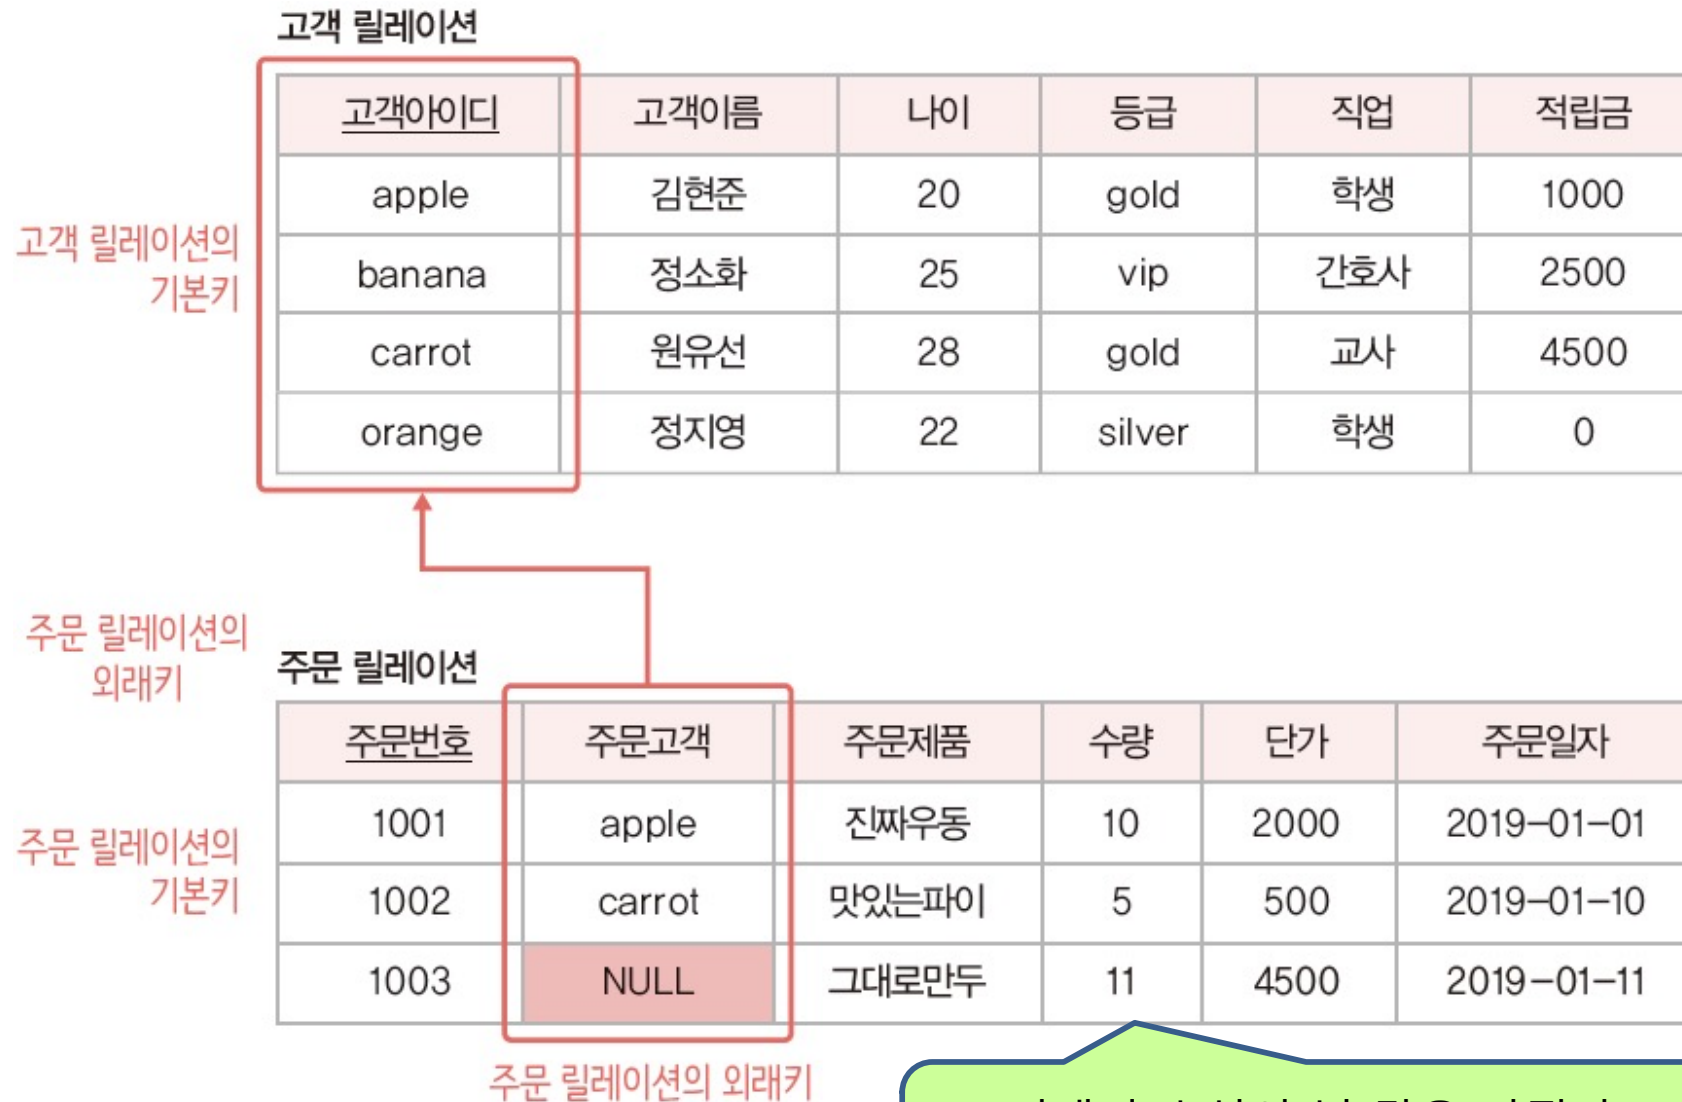 고객 릴레이션
고객아이디 고객이름 나이 등급 직업 적립금
apple 김현준 20 gold 학생 1000
고객 릴레이션의
기본키
banana 정소화 25 vip 간호사 2500
carrot 원유선 28 gold 교사 4500
orange 정지영 22 silver 학생 0
주문 릴레이션의
외래키
주문 릴레이션
주문번호 주문고객 주문제품 수량 단가 주문일자
1001 apple 진짜우동 10 2000 2019-01-01
주문 릴레이션의
기본키
1002 carrot 맛있는파이 5 500 2019-01-10
1003 NULL 그대로만두 11 4500 2019-01-11
주문 릴레이션의 외래키